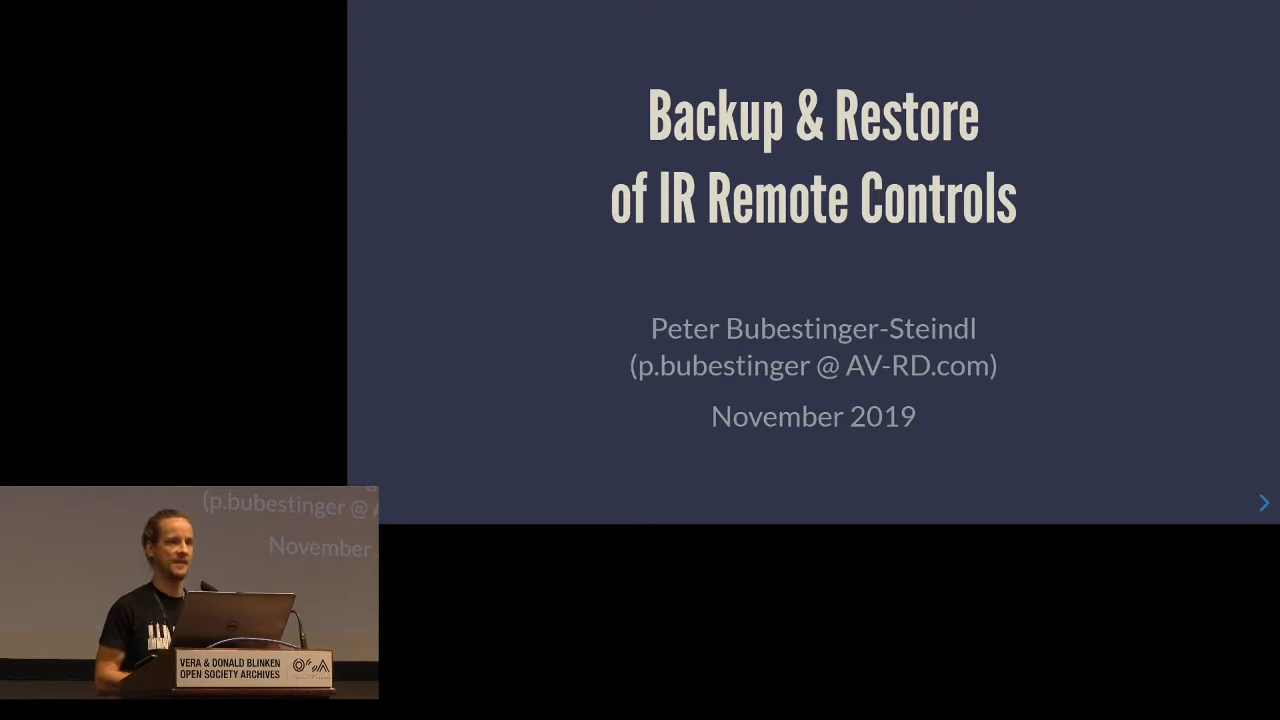 Backup & Restore
of IR Remote Controls
Peter Bubestinger-Steindl
(p.bubestinger @ AV-RD.com)
November 2019
(p.bubestinger @ A
November
VERA & DONALD BLINKEN
OPEN SOCIETY ARCHIVES